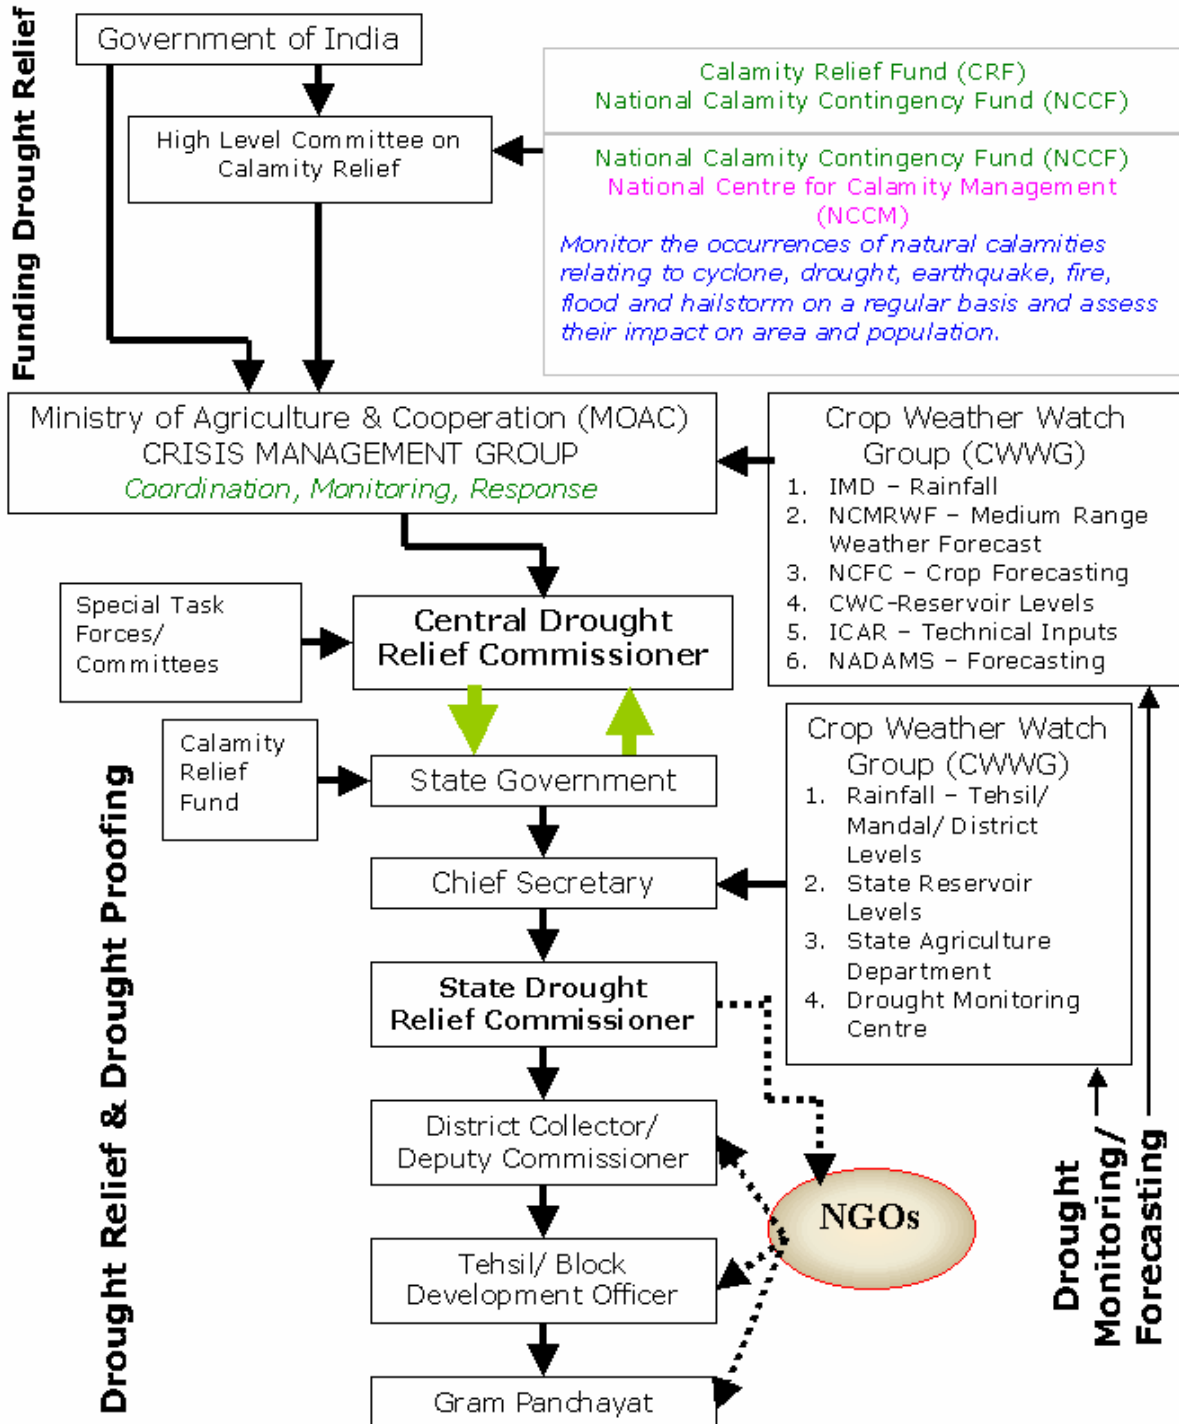 Funding Drought Relief
Government of India
High Level Committee on
Calamity Relief
Calamity Relief Fund (CRF)
National Calamity Contingency Fund (NCCF)
National Calamity Contingency Fund (NCCF)
National Centre for Calamity Management
(NCCM)
Monitor the occurrences of natural calamities
relating to cyclone, drought, earthquake, fire,
flood and hailstorm on a regular basis and assess
their impact on area and population.
Ministry of Agriculture & Cooperation (MOAC)
CRISIS MANAGEMENT GROUP
Coordination, Monitoring, Response
Crop Weather Watch
Group (CWWG)
1. IMD – Rainfall
2. NCMRWF – Medium Range
Weather Forecast
3. NCFC – Crop Forecasting
4. CWC-Reservoir Levels
5. ICAR – Technical Inputs
6. NADAMS – Forecasting
Special Task
Forces/
Committees
Central Drought
Relief Commissioner
Calamity
Relief
Fund
State Government
Chief Secretary
Crop Weather Watch
Group (CWWG)
1. Rainfall – Tehsil/
Mandal/ District
Levels
2. State Reservoir
Levels
3. State Agriculture
Department
4. Drought Monitoring
Centre
Drought Relief & Drought Proofing
State Drought
Relief Commissioner
District Collector/
Deputy Commissioner
NGOs
Tehsil/ Block
Development Officer
Gram Panchayat
Drought
Monitoring/
Forecasting